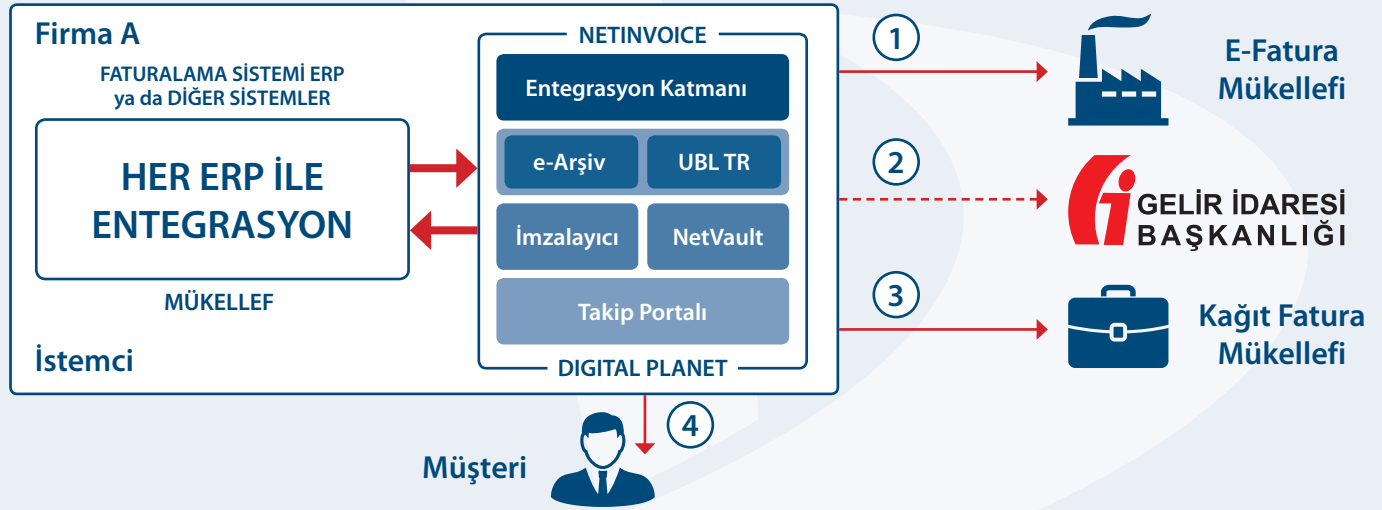 Firma A
FATURALAMA SİSTEMİ ERP
ya da DİĞER SİSTEMLER
HER ERP İLE
ENTEGRASYON
MÜKELLEF
İstemci
NETINVOICE
Entegrasyon Katmanı
e-Arşiv
UBL TR
İmzalayıcı
NetVault
Takip Portalı
DIGITAL PLANET
1
E-Fatura
Mükellefi
2
GELİR İDARESİ
BAŞKANLIĞI
3
Kağıt Fatura
Mükellefi
4
Müşteri